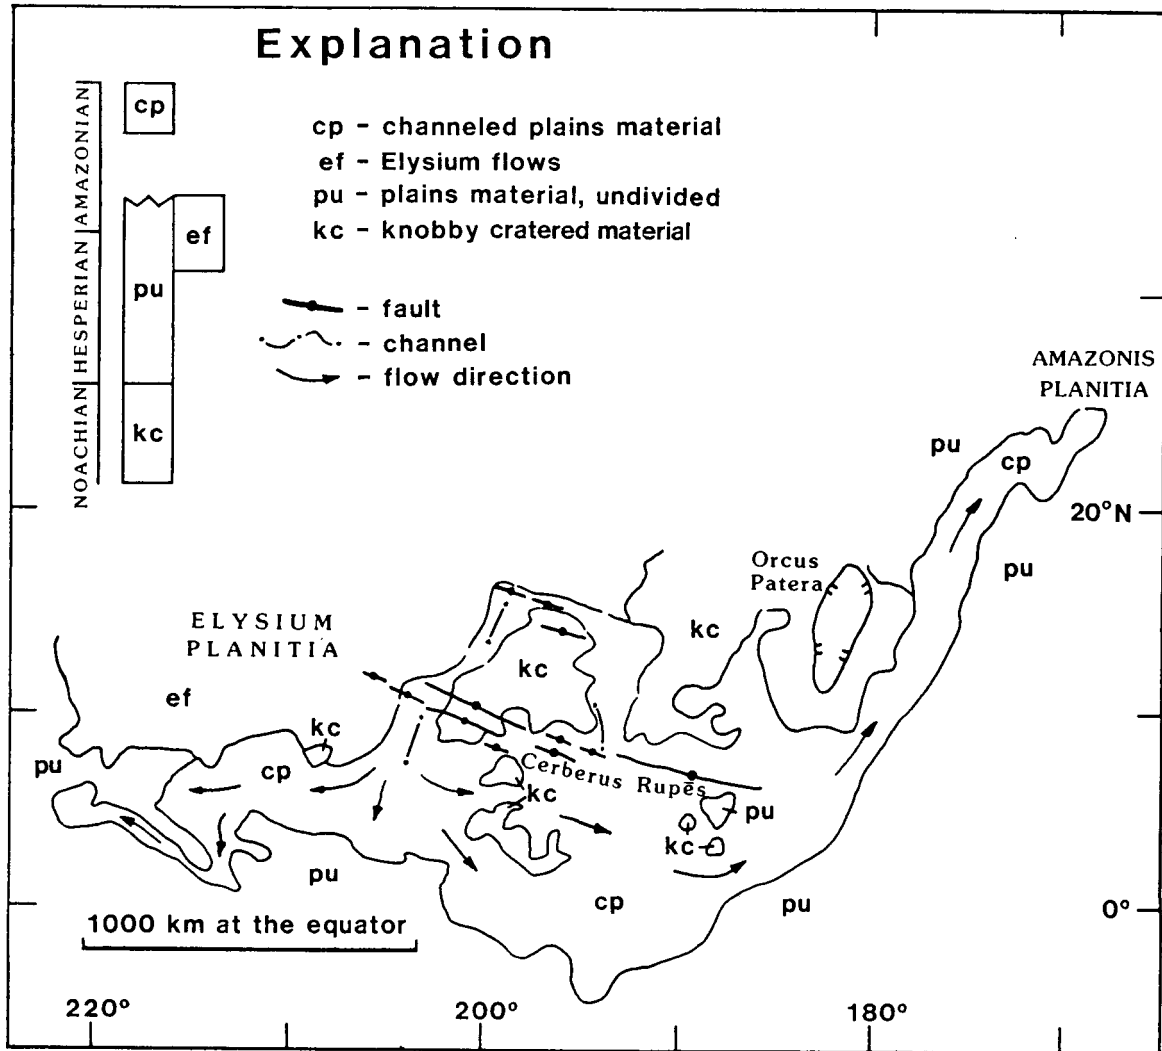 Explanation
cp
cp - channeled plains material
ef - Elysium flows
pu - plains material, undivided
kc - knobby cratered material
ef
pu
kc
NOACHIAN HESPERIAN AMAZONIAN
- fault
- channel
- flow direction
AMAZONIS
PLANITIA
pu
cp
20°N
pu
Orcus
Patera
ELYSIUM
PLANITIA
kc
kc
ef
kc
pu
cp
Cerberus Rupēs
kc
pu
kc
pu
cp
pu
0°
1000 km at the equator
220°
200°
180°